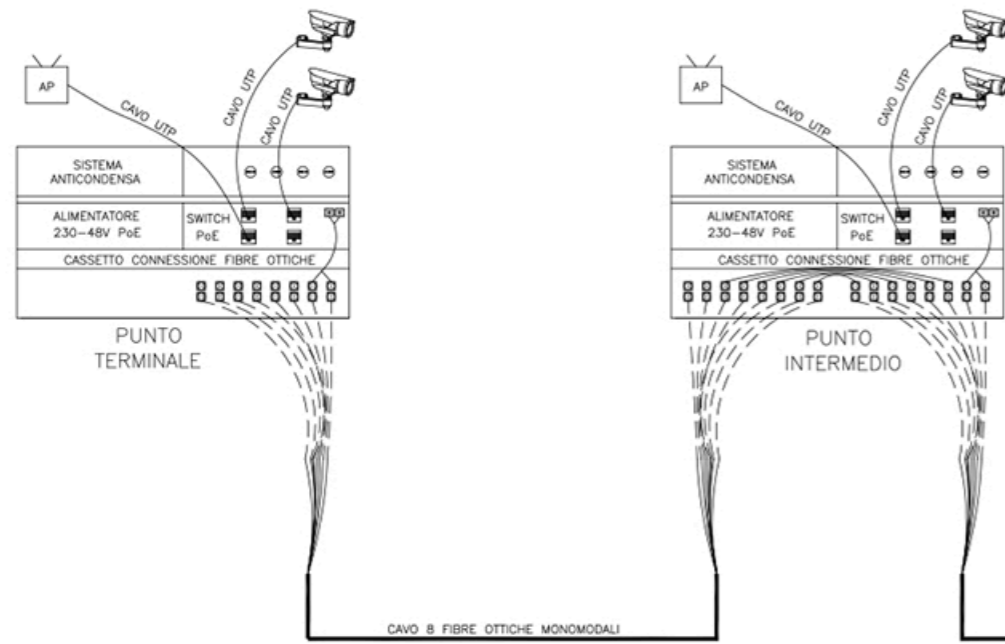 AP
CAVO UTP
CAVO UTP
CAVO UTP
SISTEMA
ANTICONDENSA
ALIMENTATORE
230-48V PoE
SWITCH
PoE
CASSETTO CONNESSIONE FIBRE OTTICHE
PUNTO
TERMINALE
AP
CAVO UTP
CAVO UTP
CAVO UTP
SISTEMA
ANTICONDENSA
ALIMENTATORE
230-48V PoE
SWITCH
PoE
CASSETTO CONNESSIONE FIBRE OTTICHE
PUNTO
INTERMEDIO
CAVO 8 FIBRE OTTICHE MONOMODALI